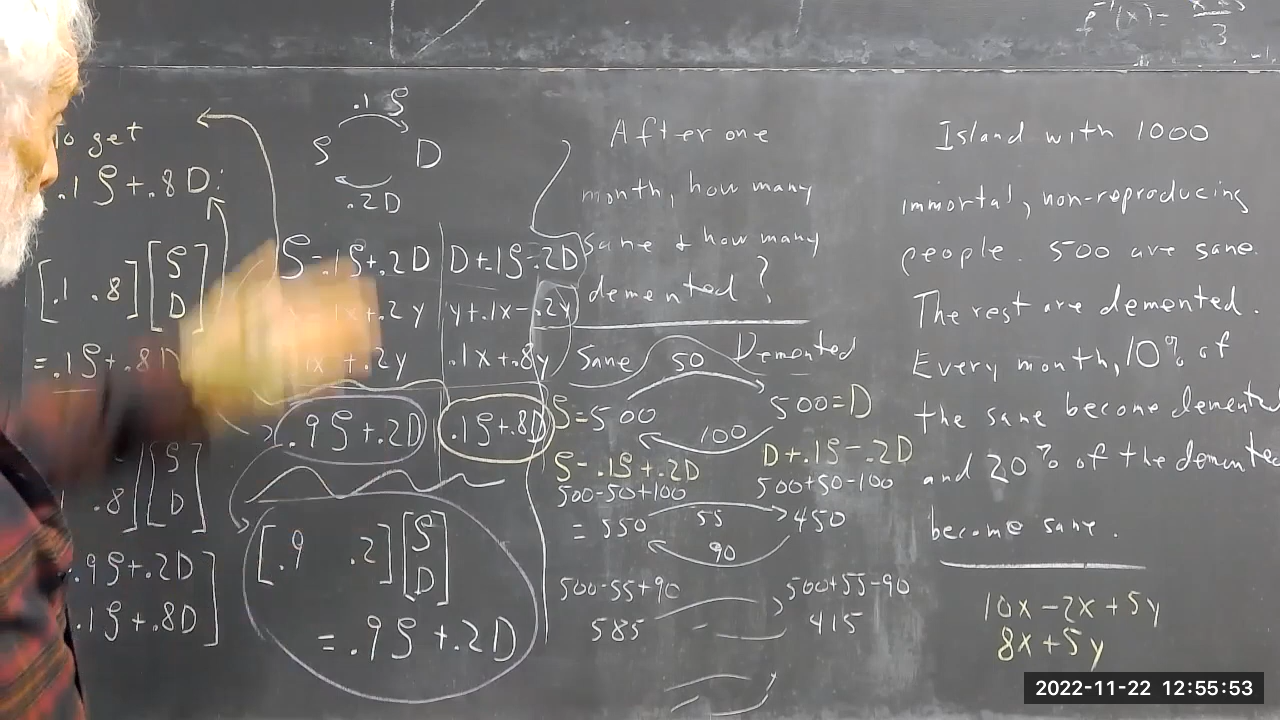 To get
.1S+.8D:
[.1 .8][S
D]
=.1S+.8D
.8][S
D]
.9S+.2D
.1S+.8D]
.1S
S D
.2D
S-.1S+.2D | D+.1S-.2D
1x+.2y | y+.1x-.2y
1x+.2y | .1x+.8y
.9S+.2D | .1S+.8D
[.9 .2][S
D]
=.9S+.2D
After one
month, how many
sane & how many
demented?
Sane 50 Demented
S=500 500=D
100
S-.1S+.2D D+.1S-.2D
500-50+100 500+50-100
=550 55 450
90
500-55+90 500+55-90
585 415
f⁻¹(x)=
3
Island with 1000
immortal, non-reproducing
people. 500 are sane.
The rest are demented.
Every month, 10% of
the sane become demented
and 20% of the demented
become sane.
10x-2x+5y
8x+5y
2022-11-22 12:55:53